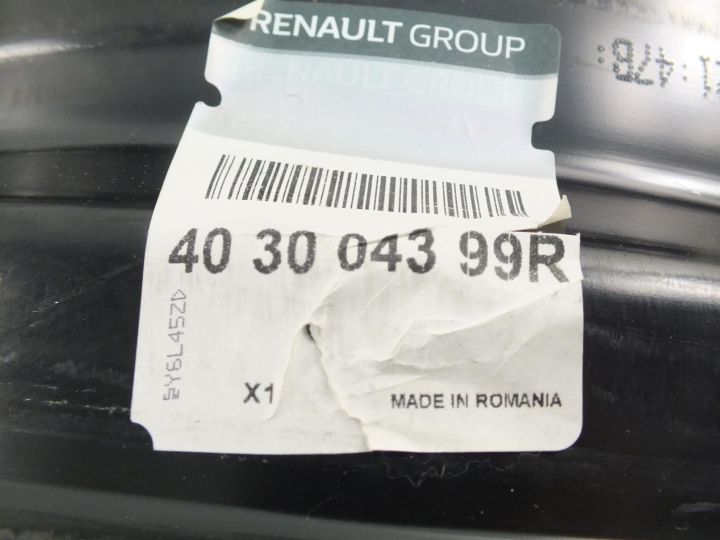 RENAULT GROUP
40 30 043 99R
X1
MADE IN ROMANIA